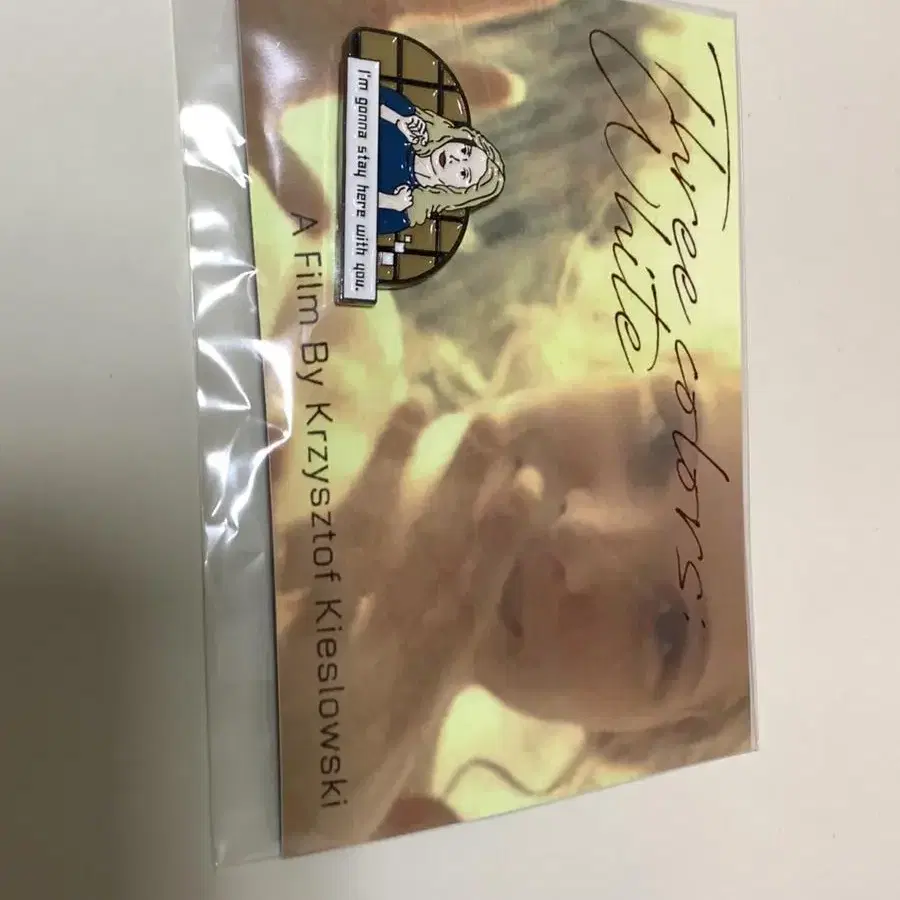 Three colors:
White
I'm gonna stay here with you.
A Film By Krzysztof Kieslowski